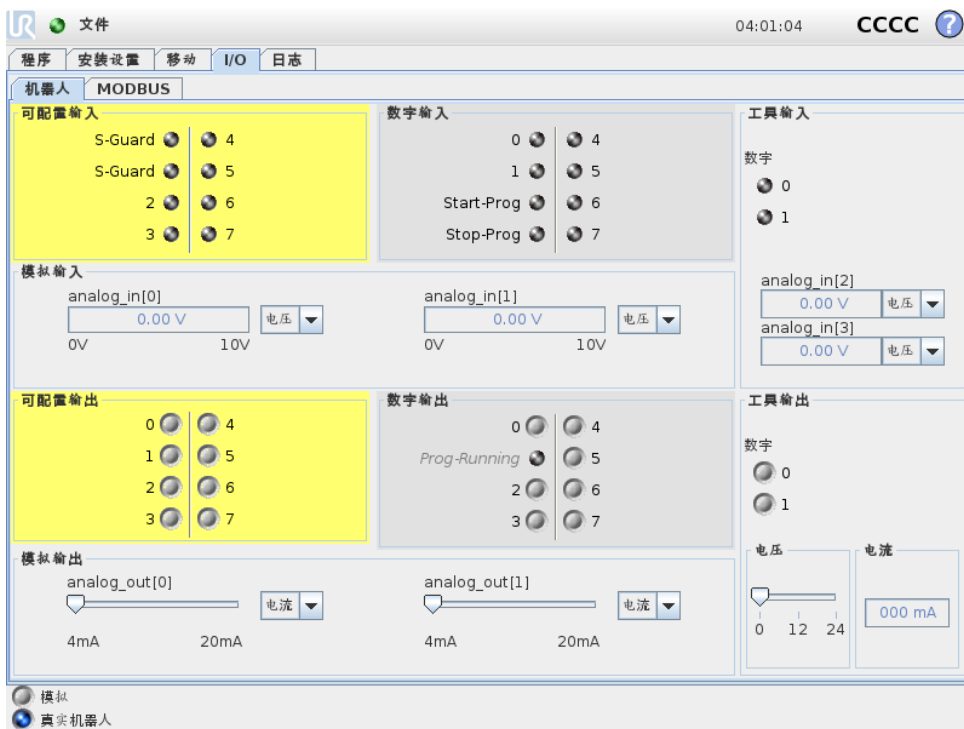 UR 文件 04:01:04 CCCC ?
程序 安装设置 移动 I/O 日志
机器人 MODBUS
可配置输入
S-Guard 4
S-Guard 5
2 6
3 7
数字输入
0 4
1 5
Start-Prog 6
Stop-Prog 7
工具输入
数字
0
1
analog_in[2]
0.00 V 电压
analog_in[3]
0.00 V 电压
模拟输入
analog_in[0]
0.00 V 电压
0V 10V
analog_in[1]
0.00 V 电压
0V 10V
可配置输出
0 4
1 5
2 6
3 7
数字输出
0 4
Prog-Running 5
2 6
3 7
工具输出
数字
0
1
电压
0 12 24
电流
000 mA
模拟输出
analog_out[0]
电流
4mA 20mA
analog_out[1]
电流
4mA 20mA
模拟
真实机器人